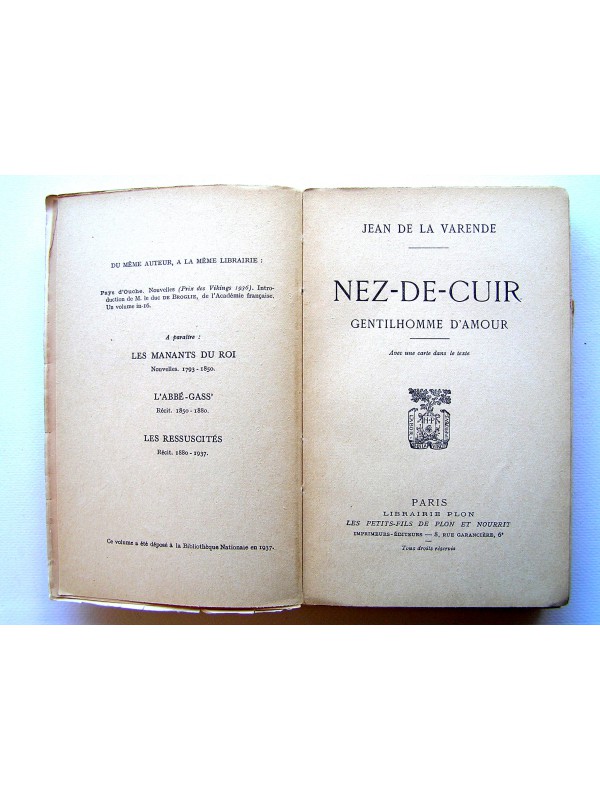 DU MÊME AUTEUR, A LA MÊME LIBRAIRIE :
Pays d'Ouche. Nouvelles (Prix des Vikings 1936). Intro-
duction de M. le duc DE BROGLIE, de l'Académie française.
Un volume in-16.
A paraître :
LES MANANTS DU ROI
Nouvelles. 1793-1850.
L'ABBÉ-GASS'
Récit. 1850-1880.
LES RESSUSCITÉS
Récit. 1880-1937.
Ce volume a été déposé à la Bibliothèque Nationale en 1937.
JEAN DE LA VARENDE
NEZ-DE-CUIR
GENTILHOMME D'AMOUR
Avec une carte dans le texte
PARIS
LIBRAIRIE PLON
LES PETITS-FILS DE PLON ET NOURRIT
IMPRIMEURS-ÉDITEURS — 8, RUE GARANCIÈRE, 6e
Tous droits réservés